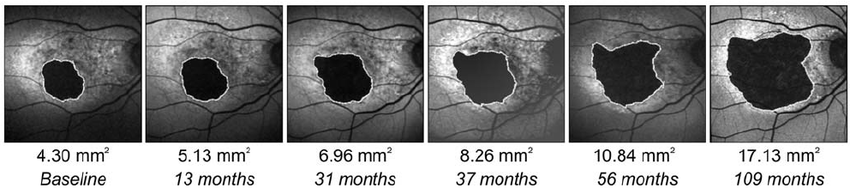 4.30 mm² 5.13 mm² 6.96 mm² 8.26 mm² 10.84 mm² 17.13 mm²
Baseline 13 months 31 months 37 months 56 months 109 months